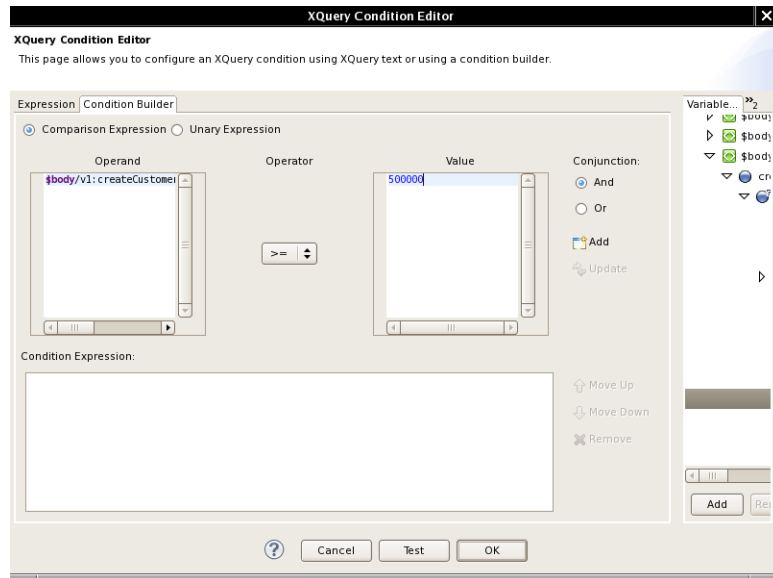 XQuery Condition Editor
XQuery Condition Editor
This page allows you to configure an XQuery condition using XQuery text or using a condition builder.
Expression Condition Builder
Variable... »2
Comparison Expression Unary Expression
$body
Operand Operator Value Conjunction:
$body/v1:createCustomer 500000
And
Or
>=
Add
Update
Condition Expression:
Move Up
Move Down
Remove
Add
? Cancel Test OK